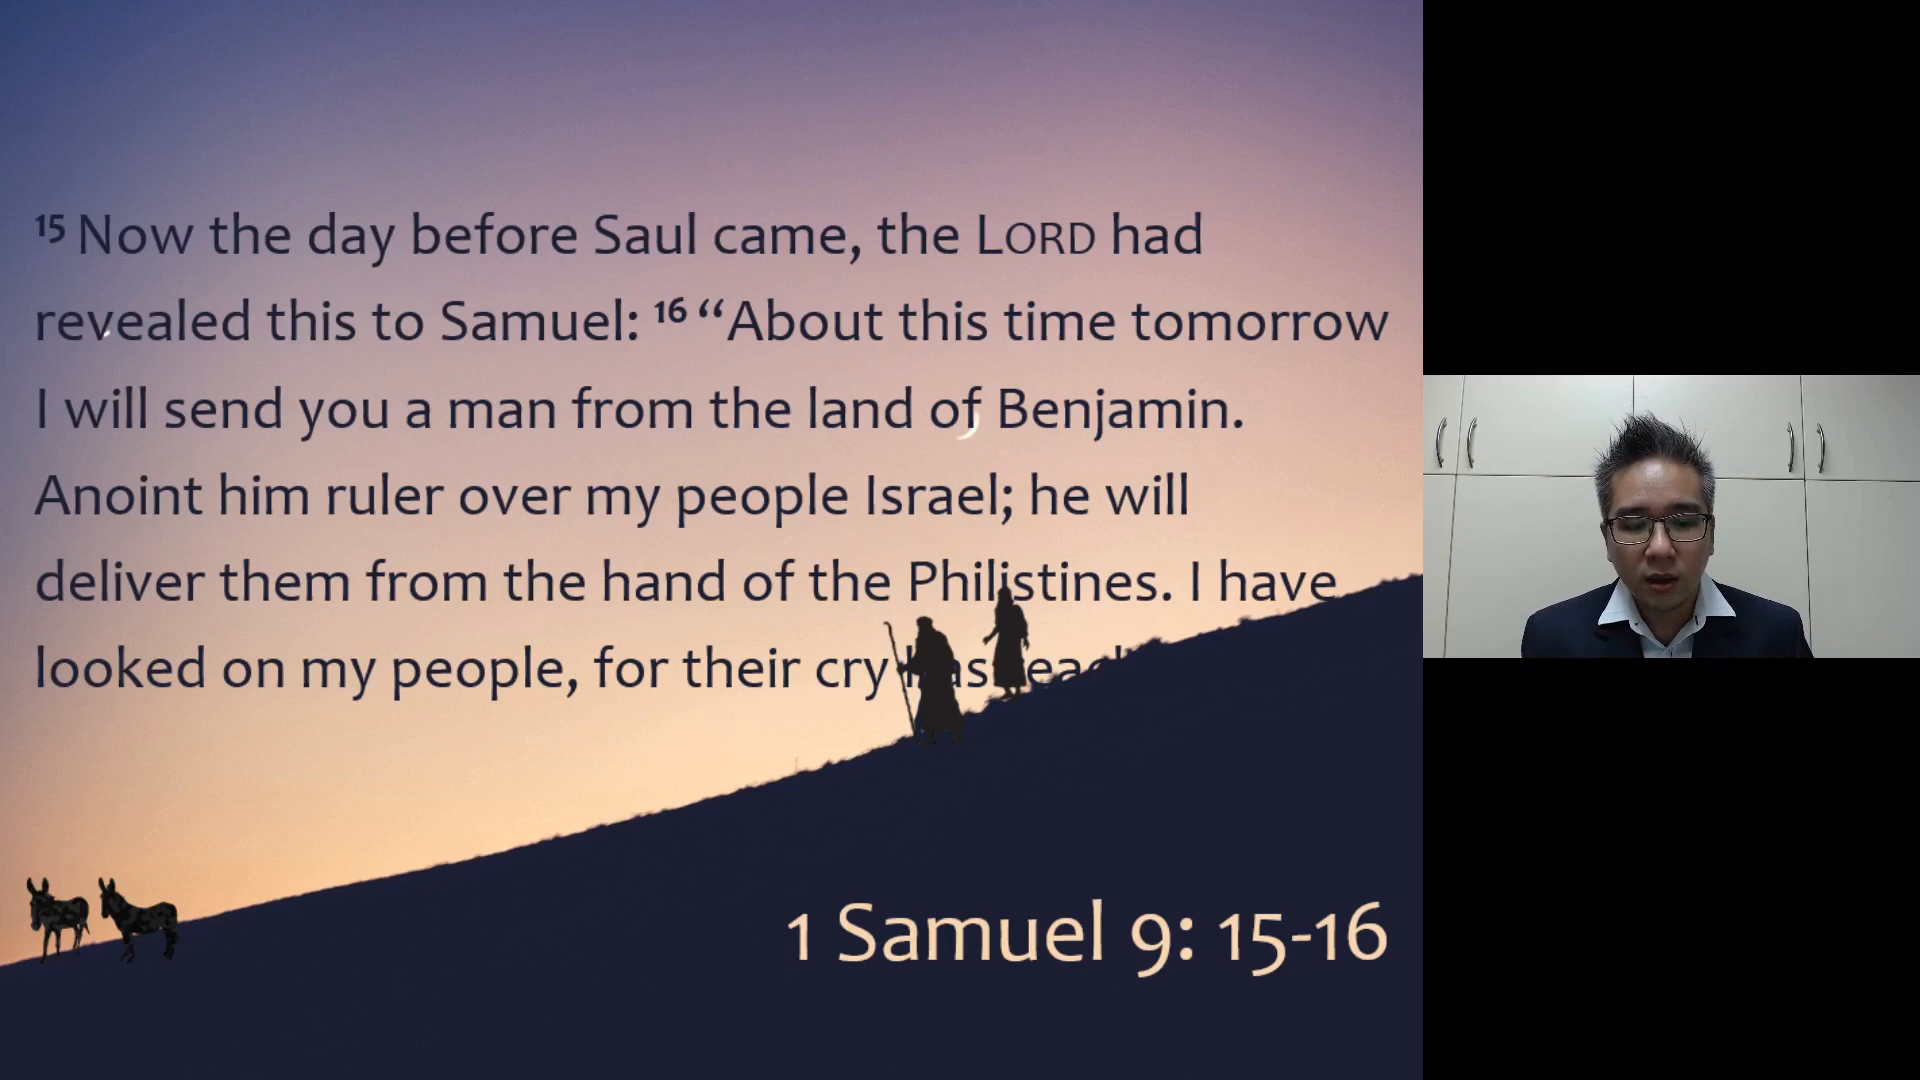 15 Now the day before Saul came, the LORD had
revealed this to Samuel: 16 “About this time tomorrow
I will send you a man from the land of Benjamin.
Anoint him ruler over my people Israel; he will
deliver them from the hand of the Philistines. I have
looked on my people, for their cry has
1 Samuel 9: 15-16